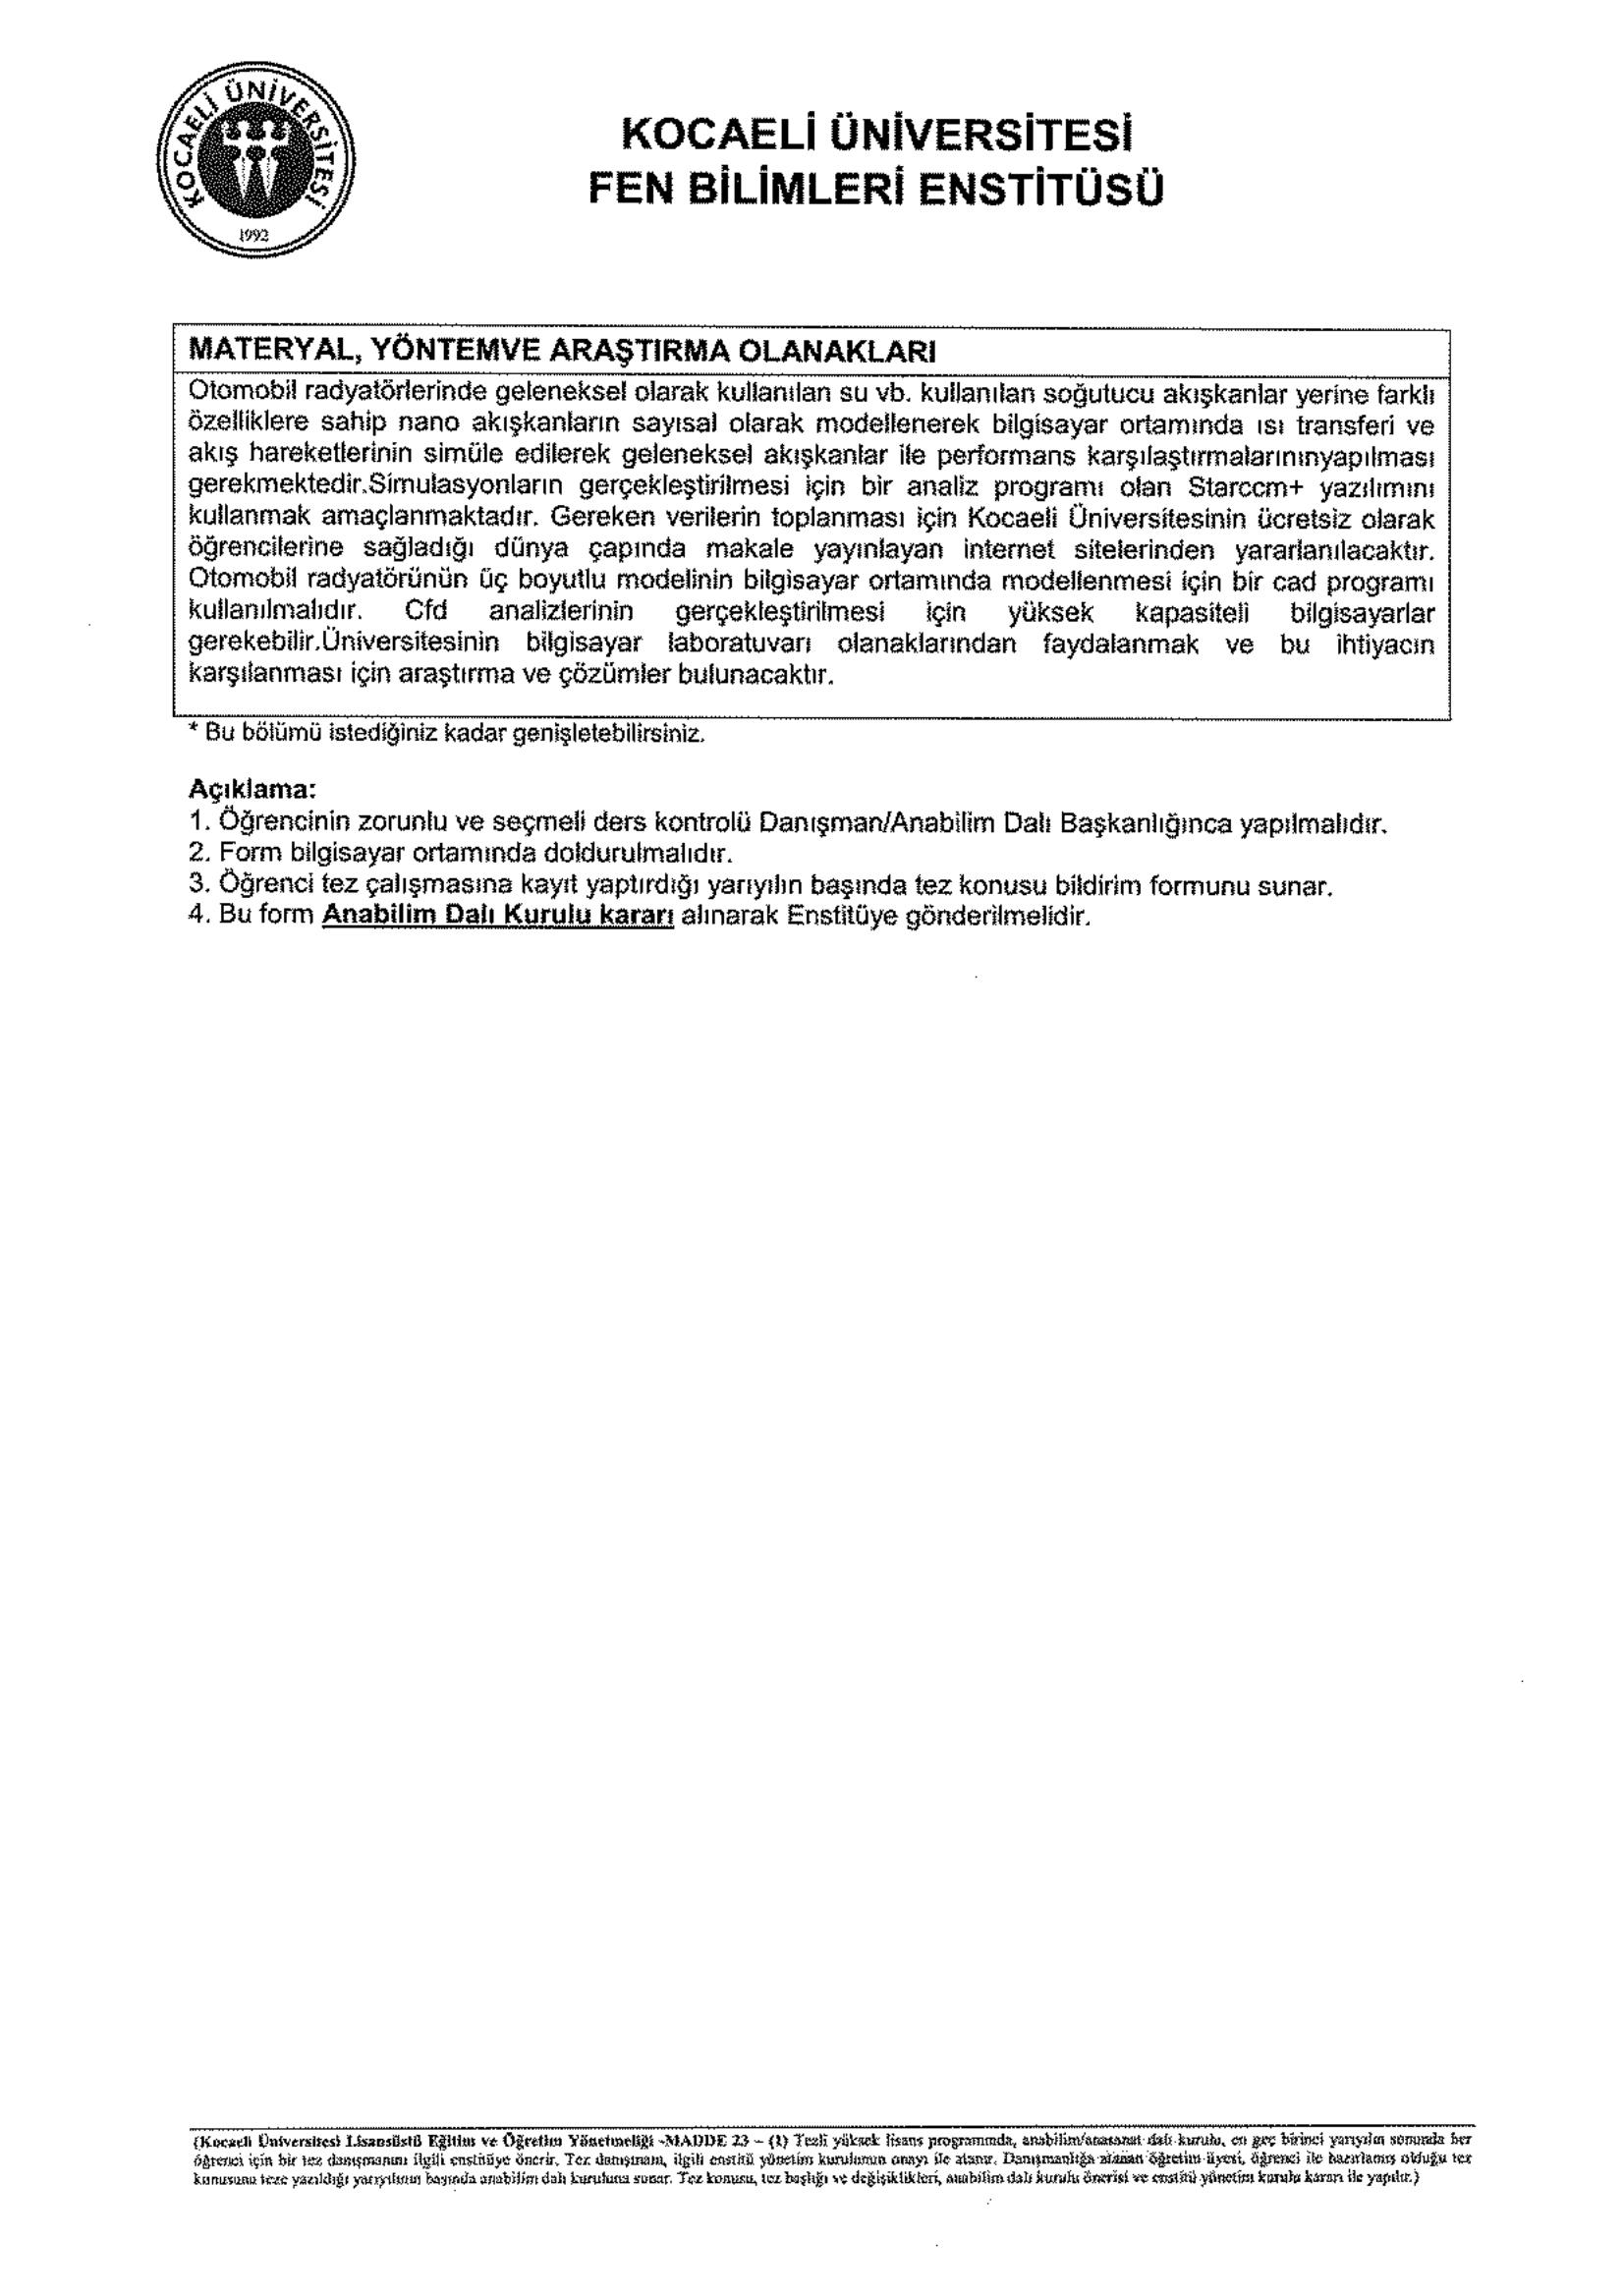 KOCAELİ ÜNİVERSİTESİ
1992
KOCAELİ ÜNİVERSİTESİ
FEN BİLİMLERİ ENSTİTÜSÜ
MATERYAL, YÖNTEMVE ARAŞTIRMA OLANAKLARI
Otomobil radyatörlerinde geleneksel olarak kullanılan su vb. kullanılan soğutucu akışkanlar yerine farklı
özelliklere sahip nano akışkanların sayısal olarak modellenerek bilgisayar ortamında ısı transferi ve
akış hareketlerinin simüle edilerek geleneksel akışkanlar ile performans karşılaştırmalarınınyapılması
gerekmektedir.Simulasyonların gerçekleştirilmesi için bir analiz programı olan Starccm+ yazılımını
kullanmak amaçlanmaktadır. Gereken verilerin toplanması için Kocaeli Üniversitesinin ücretsiz olarak
öğrencilerine sağladığı dünya çapında makale yayınlayan internet sitelerinden yararlanılacaktır.
Otomobil radyatörünün üç boyutlu modelinin bilgisayar ortamında modellenmesi için bir cad programı
kullanılmalıdır. Cfd analizlerinin gerçekleştirilmesi için yüksek kapasiteli bilgisayarlar
gerekebilir.Üniversitesinin bilgisayar laboratuvarı olanaklarından faydalanmak ve bu ihtiyacın
karşılanması için araştırma ve çözümler bulunacaktır.
* Bu bölümü istediğiniz kadar genişletebilirsiniz.
Açıklama:
1. Öğrencinin zorunlu ve seçmeli ders kontrolü Danışman/Anabilim Dalı Başkanlığınca yapılmalıdır.
2. Form bilgisayar ortamında doldurulmalıdır.
3. Öğrenci tez çalışmasına kayıt yaptırdığı yarıyılın başında tez konusu bildirim formunu sunar.
4. Bu form Anabilim Dalı Kurulu kararı alınarak Enstitüye gönderilmelidir.
(Kocaeli Üniversitesi Lisansüstü Eğitim ve Öğretim Yönetmeliği -MADDE 23 – (1) Tezli yüksek lisans programında, anabilim/anasanat dalı kurulu, en geç birinci yarıyılın sonunda her
öğrenci için bir tez danışmanını ilgili enstitüye önerir. Tez danışmanı, ilgili enstitü yönetim kurulunun onayı ile atanır. Danışmanlığa atanan öğretim üyesi, öğrenci ile hazırlamış olduğu tez
konusunu teze yazıldığı yarıyılının başında anabilim dalı kuruluna sunar. Tez konusu, tez başlığı ve değişiklikleri, anabilim dalı kurulu önerisi ve enstitü yönetim kurulu kararı ile yapılır.)